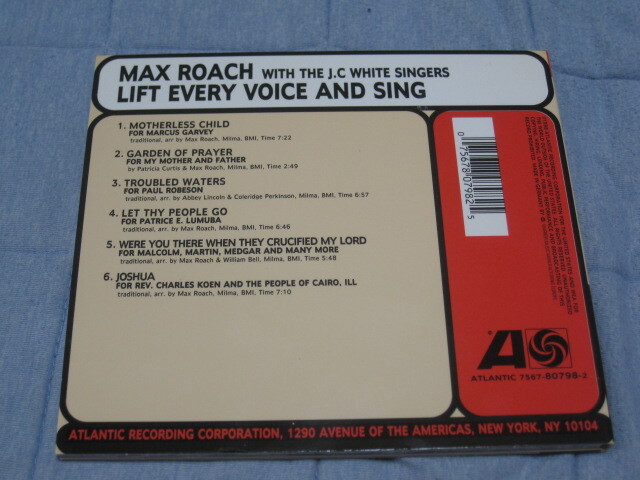 MAX ROACH WITH THE J.C WHITE SINGERS
LIFT EVERY VOICE AND SING
1. MOTHERLESS CHILD
FOR MARCUS GARVEY
traditional, arr by Max Roach, Milma, BMI, Time 7:22
2. GARDEN OF PRAYER
FOR MY MOTHER AND FATHER
by Patricia Curtis & Max Roach, Milma, BMI, Time 2:49
3. TROUBLED WATERS
FOR PAUL ROBESON
traditional, arr by Abbey Lincoln & Coleridge Perkinson, Milma, BMI, Time 6:57
4. LET THY PEOPLE GO
FOR PATRICE E. LUMUBA
traditional, arr. by Max Roach, Milma, BMI, Time 6:46
5. WERE YOU THERE WHEN THEY CRUCIFIED MY LORD
FOR MALCOLM, MARTIN, MEDGAR AND MANY MORE
traditional, arr. by Max Roach & William Bell, Milma, BMI, Time 5:48
6. JOSHUA
FOR REV. CHARLES KOEN AND THE PEOPLE OF CAIRO, ILL
traditional, arr. by Max Roach, Milma, BMI, Time 7:10
0 75678 07982 5
ATLANTIC 7567-80798-2
ATLANTIC RECORDING CORPORATION, 1290 AVENUE OF THE AMERICAS, NEW YORK, NY 10104